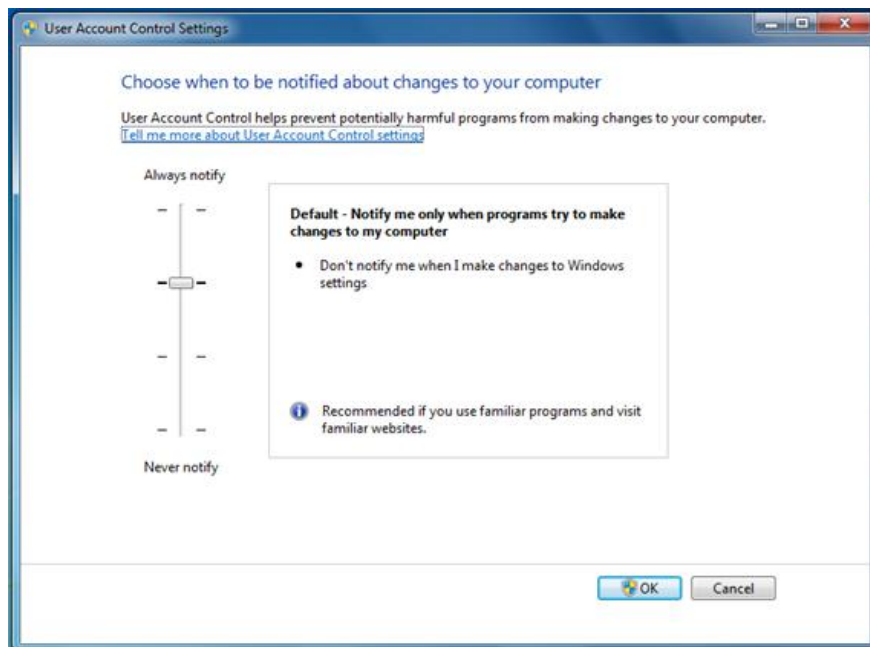 User Account Control Settings
Choose when to be notified about changes to your computer
User Account Control helps prevent potentially harmful programs from making changes to your computer.
Tell me more about User Account Control settings
Always notify
Default - Notify me only when programs try to make
changes to my computer
• Don't notify me when I make changes to Windows
settings
Recommended if you use familiar programs and visit
familiar websites.
Never notify
OK
Cancel